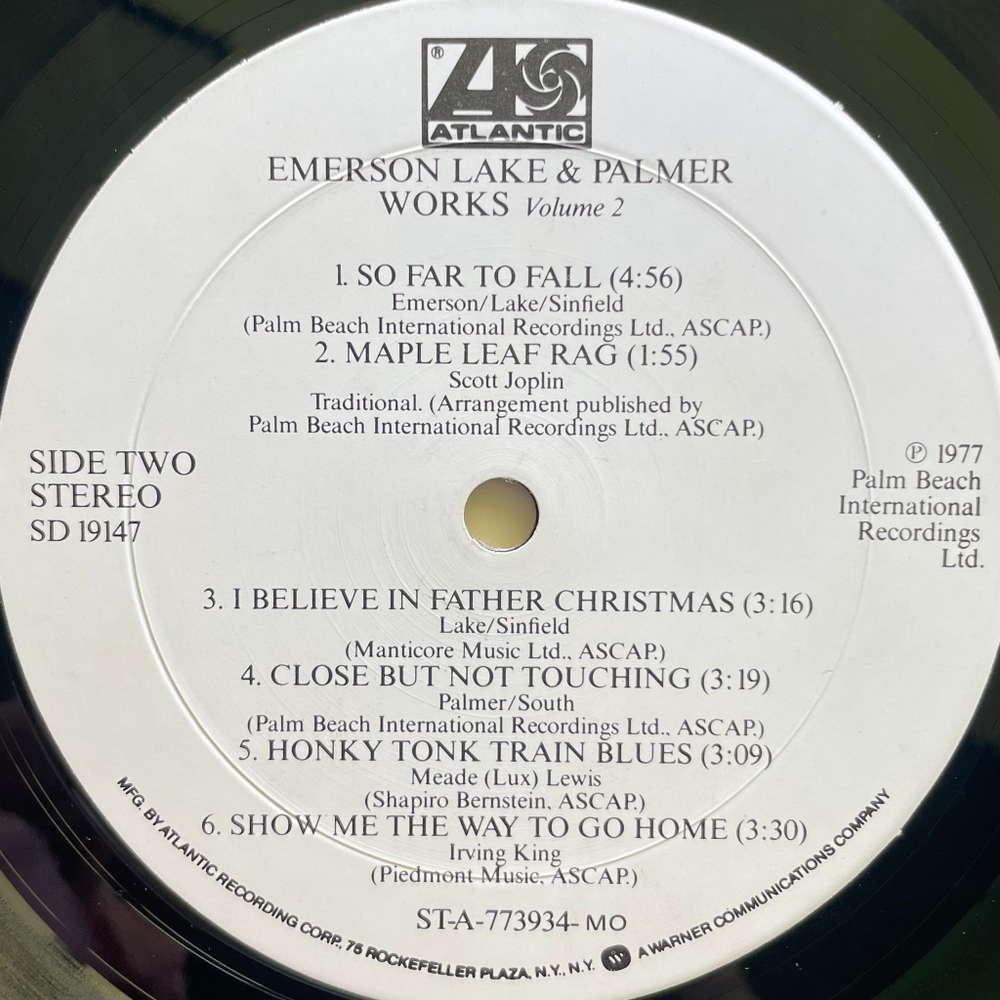 ®
ATLANTIC
EMERSON LAKE & PALMER
WORKS Volume 2
1. SO FAR TO FALL (4:56)
Emerson/Lake/Sinfield
(Palm Beach International Recordings Ltd., ASCAP.)
2. MAPLE LEAF RAG (1:55)
Scott Joplin
Traditional. (Arrangement published by
Palm Beach International Recordings Ltd., ASCAP.)
SIDE TWO
STEREO
SD 19147
℗ 1977
Palm Beach
International
Recordings
Ltd.
3. I BELIEVE IN FATHER CHRISTMAS (3:16)
Lake/Sinfield
(Manticore Music Ltd., ASCAP.)
4. CLOSE BUT NOT TOUCHING (3:19)
Palmer/South
(Palm Beach International Recordings Ltd., ASCAP.)
5. HONKY TONK TRAIN BLUES (3:09)
Meade (Lux) Lewis
(Shapiro Bernstein, ASCAP.)
6. SHOW ME THE WAY TO GO HOME (3:30)
Irving King
(Piedmont Music, ASCAP.)
ST-A-773934-MO
MFG. BY ATLANTIC RECORDING CORP., 75 ROCKEFELLER PLAZA, N.Y., N.Y. A WARNER COMMUNICATIONS COMPANY